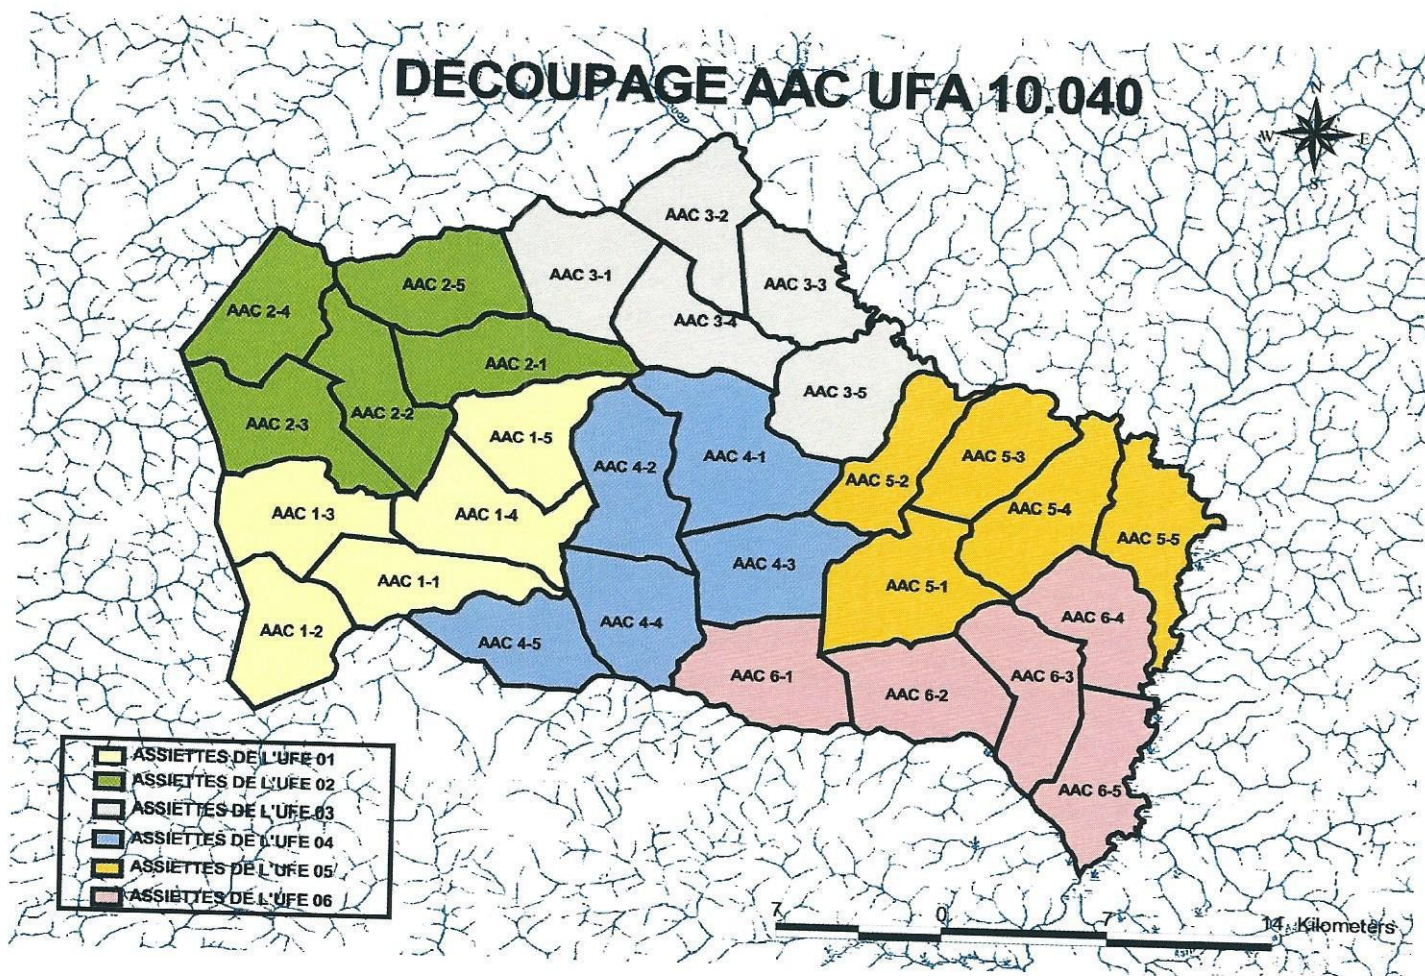 DECOUPAGE AAC UFA 10.040
N
W
E
S
AAC 3-2
AAC 3-1
AAC 3-3
AAC 2-5
AAC 2-4
AAC 3-4
AAC 2-1
AAC 3-5
AAC 2-2
AAC 2-3
AAC 1-5
AAC 4-2
AAC 4-1
AAC 5-3
AAC 5-2
AAC 1-3
AAC 1-4
AAC 5-4
AAC 5-5
AAC 4-3
AAC 1-1
AAC 5-1
AAC 6-4
AAC 1-2
AAC 4-4
AAC 4-5
AAC 6-1
AAC 6-3
AAC 6-2
AAC 6-5
ASSIETTES DE L'UFE 01
ASSIETTES DE L'UFE 02
ASSIETTES DE L'UFE 03
ASSIETTES DE L'UFE 04
ASSIETTES DE L'UFE 05
ASSIETTES DE L'UFE 06
7 0 7 14 Kilometers